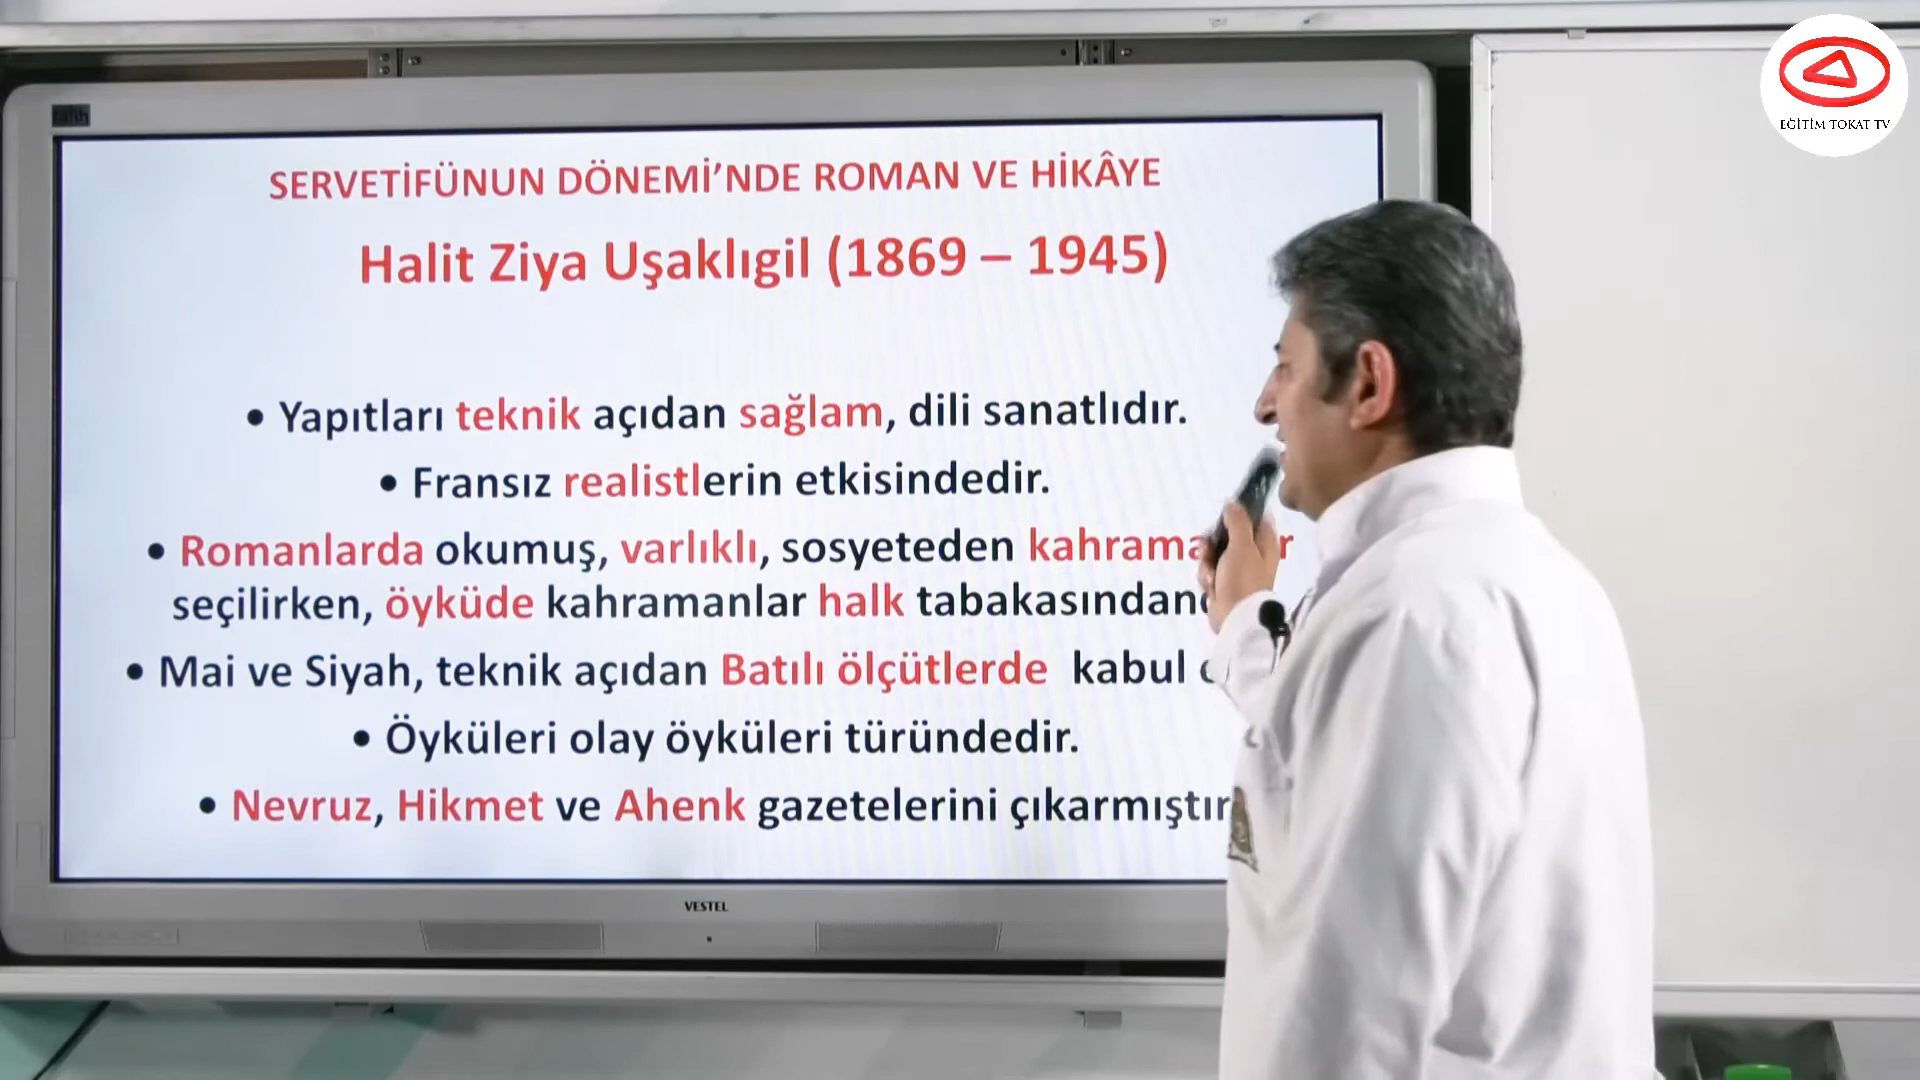 EĞİTİM TOKAT TV
SERVETİFÜNUN DÖNEMİ’NDE ROMAN VE HİKÂYE
Halit Ziya Uşaklıgil (1869 – 1945)
• Yapıtları teknik açıdan sağlam, dili sanatlıdır.
• Fransız realistlerin etkisindedir.
• Romanlarda okumuş, varlıklı, sosyeteden
seçilirken, öyküde kahramanlar halk
• Mai ve Siyah, teknik açıdan Batılı ölçütlerde kabul
• Öyküleri olay öyküleri türündedir.
• Nevruz, Hikmet ve Ahenk gazetelerini çıkarmıştır
VESTEL